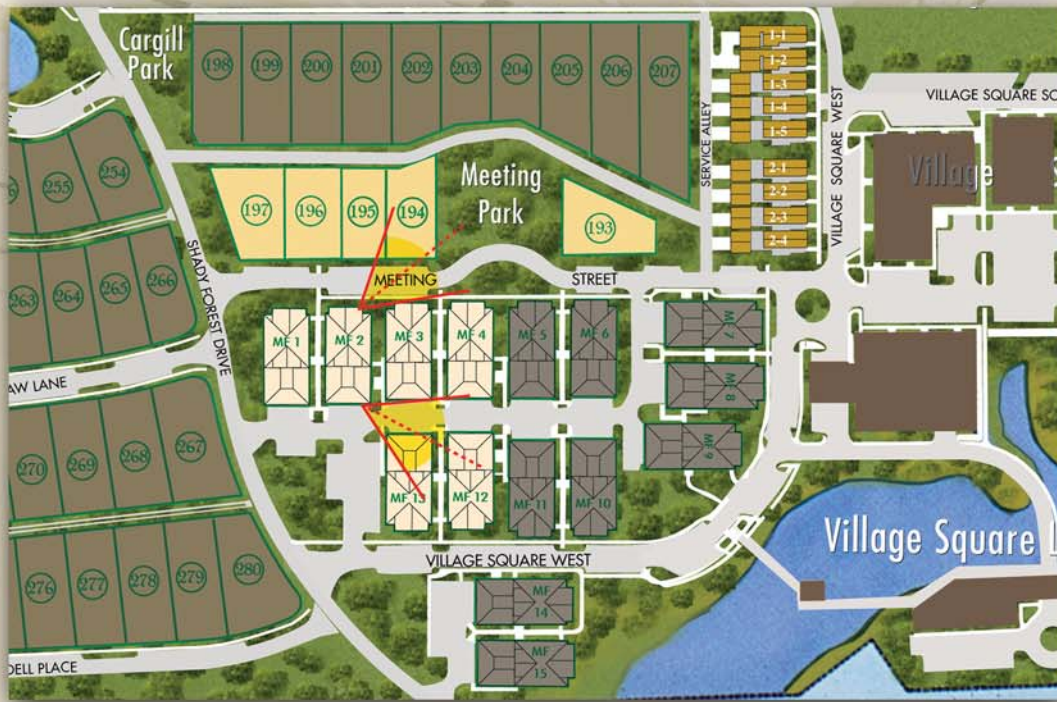 Cargill
Park
198
199
200
201
202
203
204
205
206
207
1-1
1-2
1-3
1-4
1-5
2-1
2-2
2-3
2-4
SERVICE ALLEY
VILLAGE SQUARE WEST
VILLAGE SQUARE SO
Village
255
254
263
264
265
266
197
196
195
194
Meeting
Park
193
SHADY FOREST DRIVE
MEETING
STREET
MF 1
MF 2
MF 3
MF 4
MF 5
MF 6
MF 7
MF 8
MF 9
AW LANE
270
269
268
267
MF 13
MF 12
MF 11
MF 10
VILLAGE SQUARE WEST
Village Square L
276
277
278
279
280
MF
14
MF
15
DELL PLACE